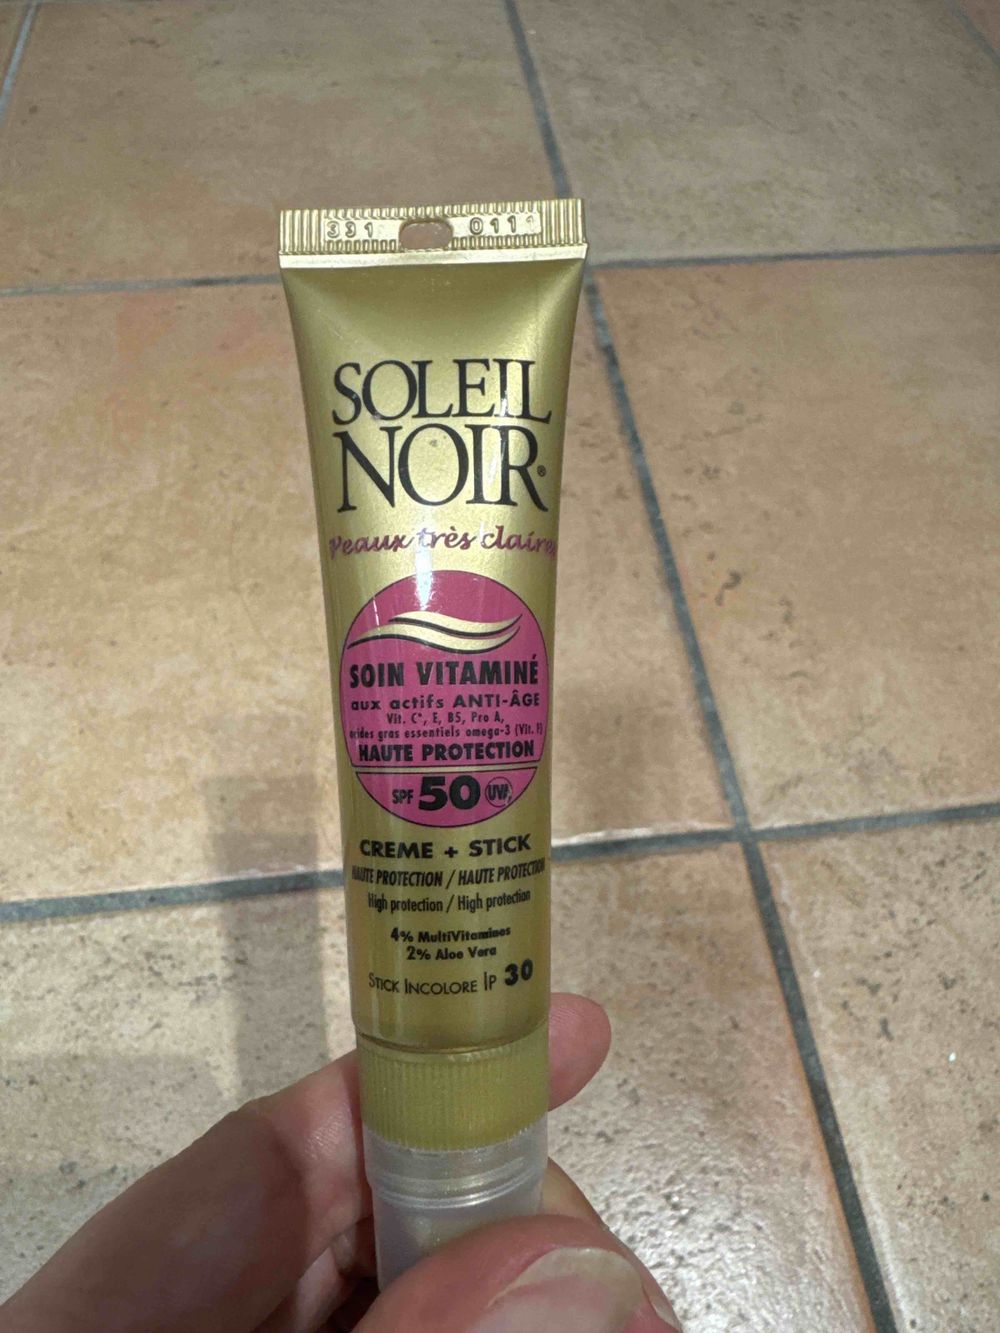 331 0111
SOLEIL
NOIR®
Peaux très claires
SOIN VITAMINÉ
aux actifs ANTI-ÂGE
Vit. C*, E, B5, Pro A,
acides gras essentiels omega-3 (Vit. F)
HAUTE PROTECTION
SPF 50 UVA
CREME + STICK
HAUTE PROTECTION / HAUTE PROTECTION
High protection / High protection
4% MultiVitamines
2% Aloe Vera
STICK INCOLORE IP 30